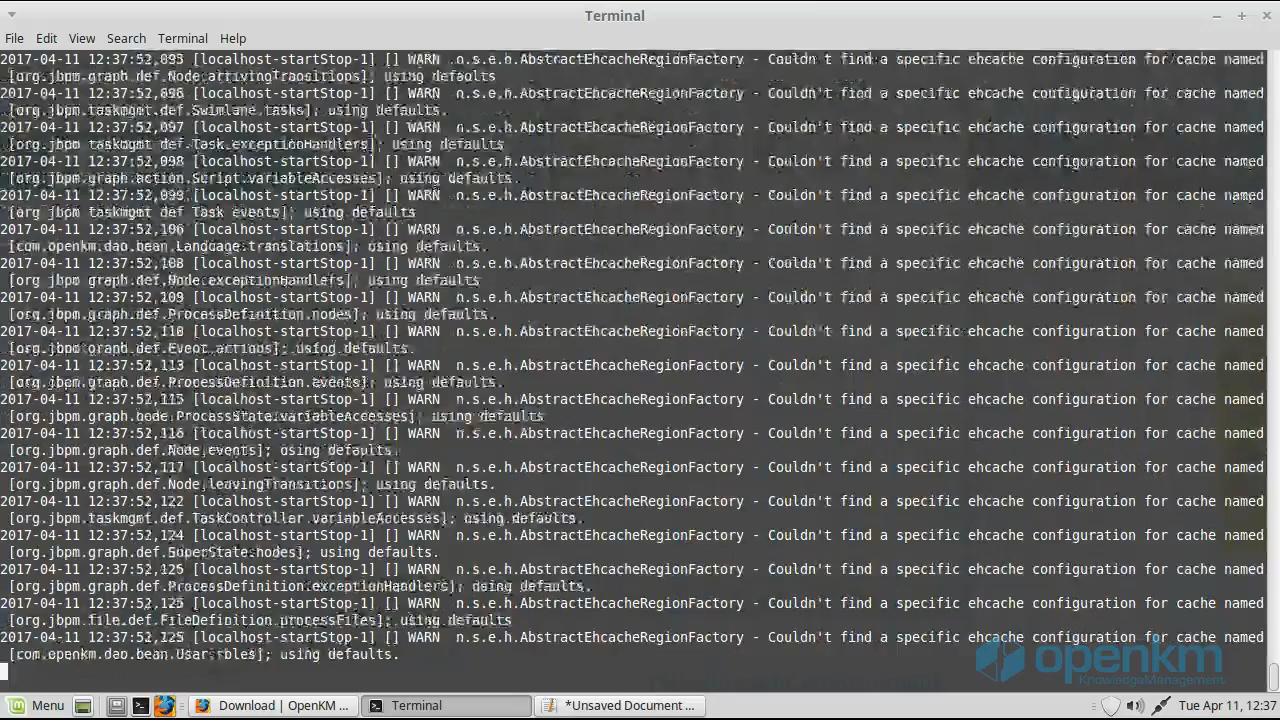 Terminal
File Edit View Search Terminal Help
2017-04-11 12:37:52,095 [localhost-startStop-1] [] WARN n.s.e.h.AbstractEhcacheRegionFactory - Couldn't find a specific ehcache configuration for cache named
[org.jbpm.graph.def.Node.arrivingTransitions]; using defaults
2017-04-11 12:37:52,096 [localhost-startStop-1] [] WARN n.s.e.h.AbstractEhcacheRegionFactory - Couldn't find a specific ehcache configuration for cache named
[org.jbpm.taskmgmt.def.Swimlane.tasks]; using defaults.
2017-04-11 12:37:52,097 [localhost-startStop-1] [] WARN n.s.e.h.AbstractEhcacheRegionFactory - Couldn't find a specific ehcache configuration for cache named
[org.jbpm taskmgmt def.Task.exceptionHandlers]; using defaults
2017-04-11 12:37:52,098 [localhost-startStop-1] [] WARN n.s.e.h.AbstractEhcacheRegionFactory - Couldn't find a specific ehcache configuration for cache named
[org.jbpm.graph.action.Script.variableAccesses]; using defaults.
2017-04-11 12:37:52,099 [localhost-startStop-1] [] WARN n.s.e.h.AbstractEhcacheRegionFactory - Couldn't find a specific ehcache configuration for cache named
[org jbpm taskmgmt def Task events]; using defaults
2017-04-11 12:37:52,106 [localhost-startStop-1] [] WARN n.s.e.h.AbstractEhcacheRegionFactory - Couldn't find a specific ehcache configuration for cache named
[com.openkm.dao.bean.Language.translations]; using defaults.
2017-04-11 12:37:52,108 [localhost-startStop-1] [] WARN n.s.e.h.AbstractEhcacheRegionFactory - Couldn't find a specific ehcache configuration for cache named
[org jbpm graph.def.Node.exceptionHandlers]; using defaults
2017-04-11 12:37:52,109 [localhost-startStop-1] [] WARN n.s.e.h.AbstractEhcacheRegionFactory - Couldn't find a specific ehcache configuration for cache named
[org.jbpm.graph.def.ProcessDefinition.nodes]; using defaults.
2017-04-11 12:37:52,110 [localhost-startStop-1] [] WARN n.s.e.h.AbstractEhcacheRegionFactory - Couldn't find a specific ehcache configuration for cache named
[org.jbpm graph.def.Event.actions]; using defaults.
2017-04-11 12:37:52,113 [localhost-startStop-1] [] WARN n.s.e.h.AbstractEhcacheRegionFactory - Couldn't find a specific ehcache configuration for cache named
[org.jbpm.graph.def.ProcessDefinition.events]; using defaults.
2017-04-11 12:37:52,115 [localhost-startStop-1] [] WARN n.s.e.h.AbstractEhcacheRegionFactory - Couldn't find a specific ehcache configuration for cache named
[org.jbpm.graph.node.ProcessState.variableAccesses]; using defaults
2017-04-11 12:37:52,116 [localhost-startStop-1] [] WARN n.s.e.h.AbstractEhcacheRegionFactory - Couldn't find a specific ehcache configuration for cache named
[org.jbpm.graph.def.Node.events]; using defaults.
2017-04-11 12:37:52,117 [localhost-startStop-1] [] WARN n.s.e.h.AbstractEhcacheRegionFactory - Couldn't find a specific ehcache configuration for cache named
[org.jbpm.graph.def.Node.leavingTransitions]; using defaults.
2017-04-11 12:37:52,122 [localhost-startStop-1] [] WARN n.s.e.h.AbstractEhcacheRegionFactory - Couldn't find a specific ehcache configuration for cache named
[org.jbpm.taskmgmt.def.TaskController.variableAccesses]; using defaults.
2017-04-11 12:37:52,124 [localhost-startStop-1] [] WARN n.s.e.h.AbstractEhcacheRegionFactory - Couldn't find a specific ehcache configuration for cache named
[org.jbpm.graph.def.SuperState.nodes]; using defaults.
2017-04-11 12:37:52,125 [localhost-startStop-1] [] WARN n.s.e.h.AbstractEhcacheRegionFactory - Couldn't find a specific ehcache configuration for cache named
[org.jbpm.graph.def.ProcessDefinition.exceptionHandlers]; using defaults.
2017-04-11 12:37:52,125 [localhost-startStop-1] [] WARN n.s.e.h.AbstractEhcacheRegionFactory - Couldn't find a specific ehcache configuration for cache named
[org.jbpm.file.def.FileDefinition processFiles]; using defaults
2017-04-11 12:37:52,125 [localhost-startStop-1] [] WARN n.s.e.h.AbstractEhcacheRegionFactory - Couldn't find a specific ehcache configuration for cache named
[com.openkm.dao.bean.User.roles]; using defaults.
openkm
KnowledgeManagement
Menu Download | OpenKM ... Terminal *Unsaved Document ... Tue Apr 11, 12:37